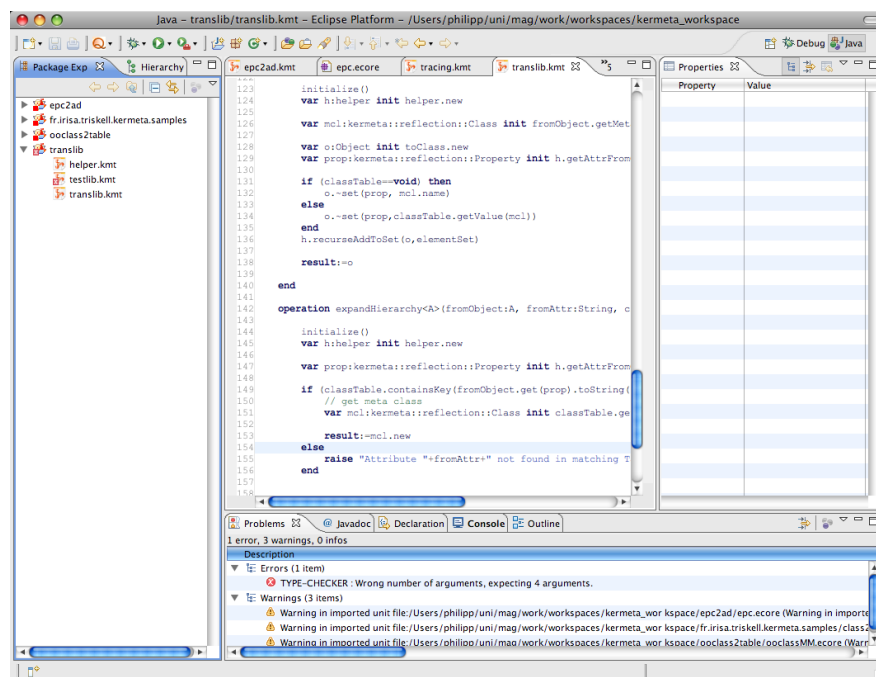 Java – translib/translib.kmt – Eclipse Platform – /Users/philipp/uni/mag/work/workspaces/kermeta_workspace
Debug Java
Package Exp Hierarchy
epc2ad
fr.irisa.triskell.kermeta.samples
ooclass2table
translib
helper.kmt
testlib.kmt
translib.kmt
epc2ad.kmt epc.ecore tracing.kmt translib.kmt »5
123 initialize()
124 var h:helper init helper.new
125
126 var mcl:kermeta::reflection::Class init fromObject.getMet
127
128 var o:Object init toClass.new
129 var prop:kermeta::reflection::Property init h.getAttrFrom
130
131 if (classTable==void) then
132 o.~set(prop, mcl.name)
133 else
134 o.~set(prop,classTable.getValue(mcl))
135 end
136 h.recurseAddToSet(o,elementSet)
137
138 result:=o
139
140 end
141
142 operation expandHierarchy<A>(fromObject:A, fromAttr:String, c
143
144 initialize()
145 var h:helper init helper.new
146
147 var prop:kermeta::reflection::Property init h.getAttrFrom
148
149 if (classTable.containsKey(fromObject.get(prop).toString(
150 // get meta class
151 var mcl:kermeta::reflection::Class init classTable.ge
152
153 result:=mcl.new
154 else
155 raise "Attribute "+fromAttr+" not found in matching T
156 end
157
158
Properties
Property Value
Problems @ Javadoc Declaration Console Outline
1 error, 3 warnings, 0 infos
Description
Errors (1 item)
TYPE-CHECKER : Wrong number of arguments, expecting 4 arguments.
Warnings (3 items)
Warning in imported unit file:/Users/philipp/uni/mag/work/workspaces/kermeta_wor kspace/epc2ad/epc.ecore (Warning in importe
Warning in imported unit file:/Users/philipp/uni/mag/work/workspaces/kermeta_wor kspace/fr.irisa.triskell.kermeta.samples/class2
Warning in imported unit file:/Users/philipp/uni/mag/work/workspaces/kermeta_wor kspace/ooclass2table/ooclassMM.ecore (Warr